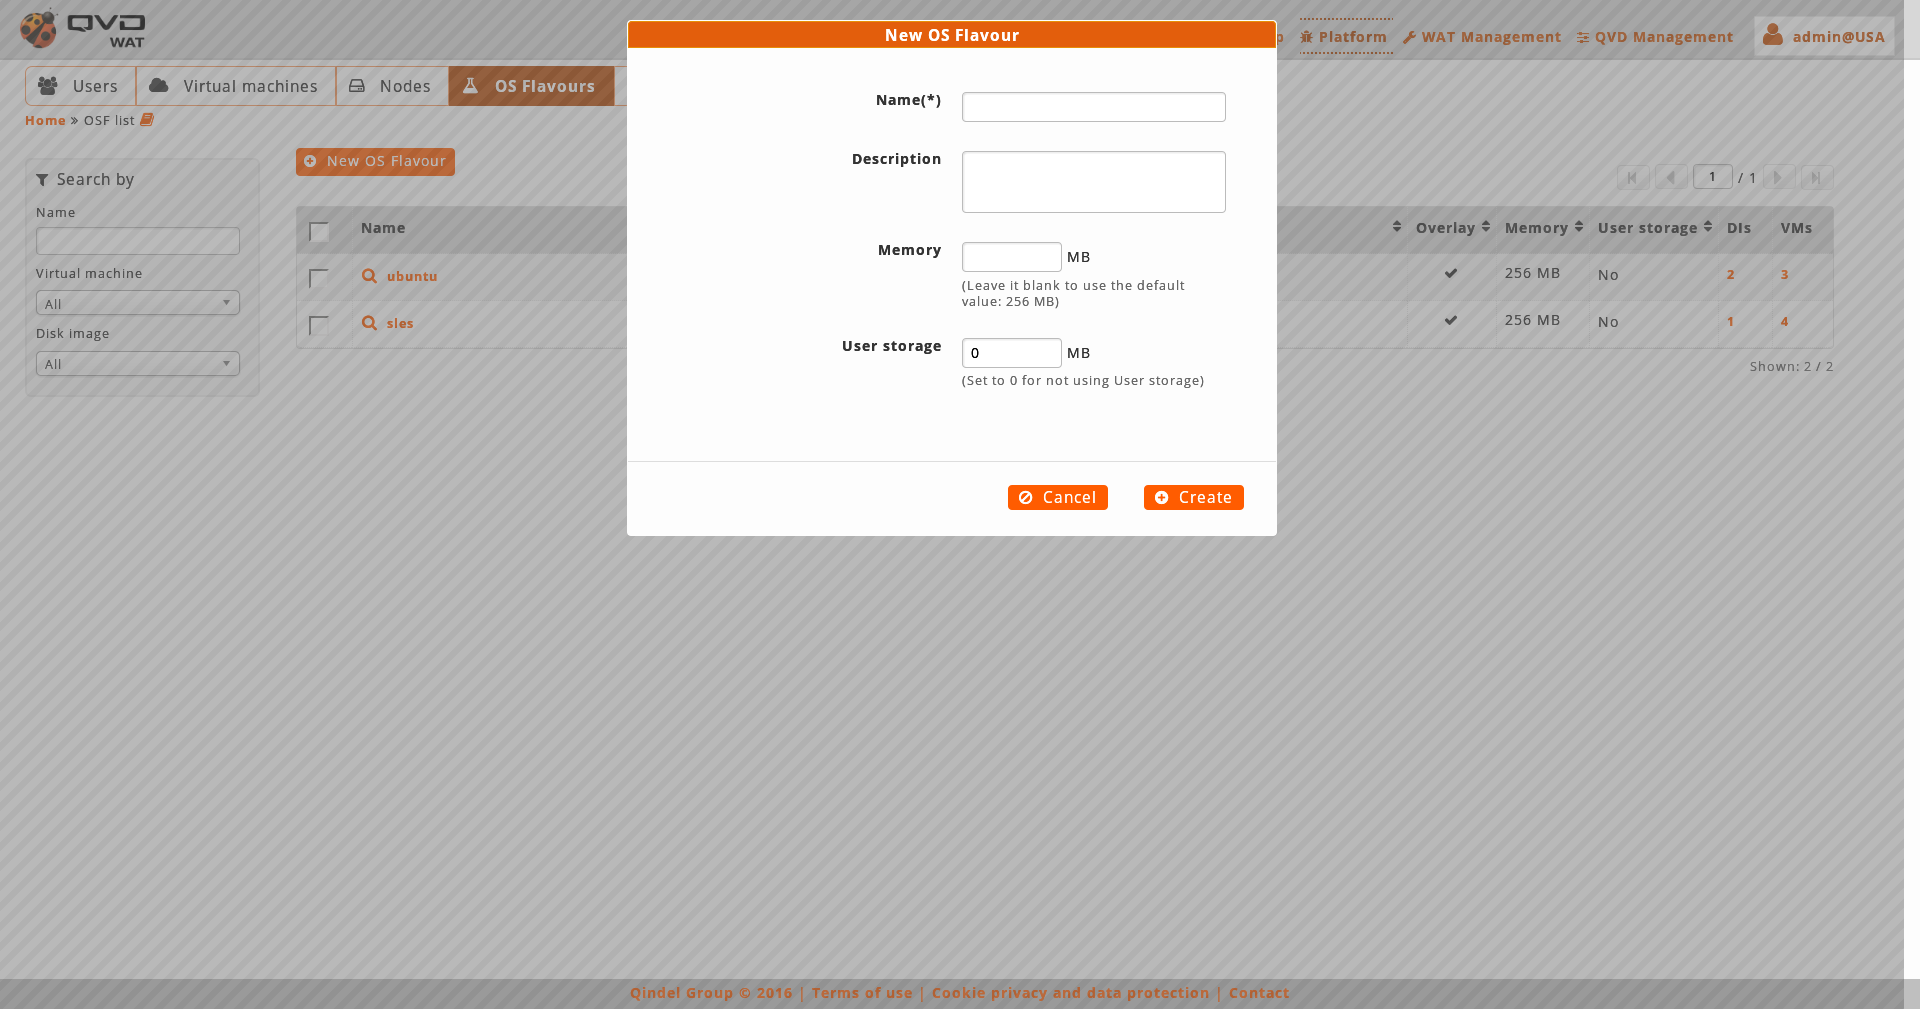 QVD WAT
Platform WAT Management QVD Management admin@USA
Users Virtual machines Nodes OS Flavours
Home » OSF list
New OS Flavour
Search by
Name
Virtual machine
All
Disk image
All
1 / 1
Name Overlay Memory User storage DIs VMs
ubuntu 256 MB No 2 3
sles 256 MB No 1 4
Shown: 2 / 2
New OS Flavour
Name(*)
Description
Memory MB
(Leave it blank to use the default
value: 256 MB)
User storage 0 MB
(Set to 0 for not using User storage)
Cancel Create
Qindel Group © 2016 | Terms of use | Cookie privacy and data protection | Contact